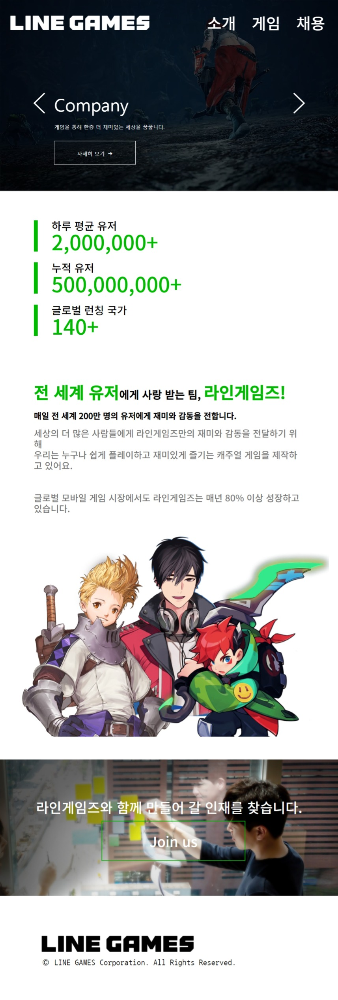 LINE GAMES
소개 게임 채용
Company
게임을 통해 한층 더 재미있는 세상을 꿈꿉니다.
자세히 보기 →
하루 평균 유저
2,000,000+
누적 유저
500,000,000+
글로벌 런칭 국가
140+
전 세계 유저에게 사랑 받는 팀, 라인게임즈!
매일 전 세계 200만 명의 유저에게 재미와 감동을 전합니다.
세상의 더 많은 사람들에게 라인게임즈만의 재미와 감동을 전달하기 위
해
우리는 누구나 쉽게 플레이하고 재미있게 즐기는 캐주얼 게임을 제작하
고 있어요.
글로벌 모바일 게임 시장에서도 라인게임즈는 매년 80% 이상 성장하고
있습니다.
라인게임즈와 함께 만들어 갈 인재를 찾습니다.
Join us
LINE GAMES
© LINE GAMES Corporation. All Rights Reserved.